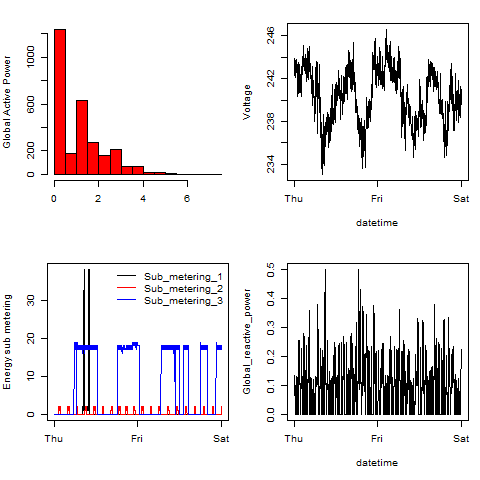 Global Active Power
200
600
1000
0 2 4 6
Voltage
234
238
242
246
Thu Fri Sat
datetime
Energy sub metering
0
10
20
30
Sub_metering_1
Sub_metering_2
Sub_metering_3
Thu Fri Sat
Global_reactive_power
0.0
0.1
0.2
0.3
0.4
0.5
Thu Fri Sat
datetime